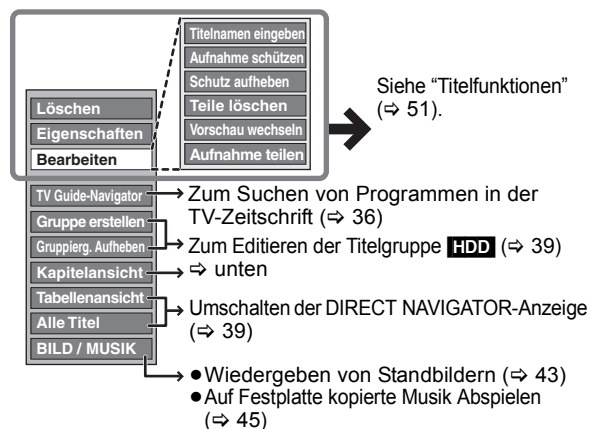 Titelnamen eingeben
Aufnahme schützen
Schutz aufheben
Teile löschen
Vorschau wechseln
Aufnahme teilen
Siehe “Titelfunktionen”
(⇨ 51).
Löschen
Eigenschaften
Bearbeiten
TV Guide-Navigator
Zum Suchen von Programmen in der
TV-Zeitschrift (⇨ 36)
Gruppe erstellen
Gruppierg. Aufheben
Zum Editieren der Titelgruppe HDD (⇨ 39)
Kapitelansicht
⇨ unten
Tabellenansicht
Alle Titel
Umschalten der DIRECT NAVIGATOR-Anzeige
(⇨ 39)
BILD / MUSIK
●Wiedergeben von Standbildern (⇨ 43)
●Auf Festplatte kopierte Musik Abspielen
(⇨ 45)